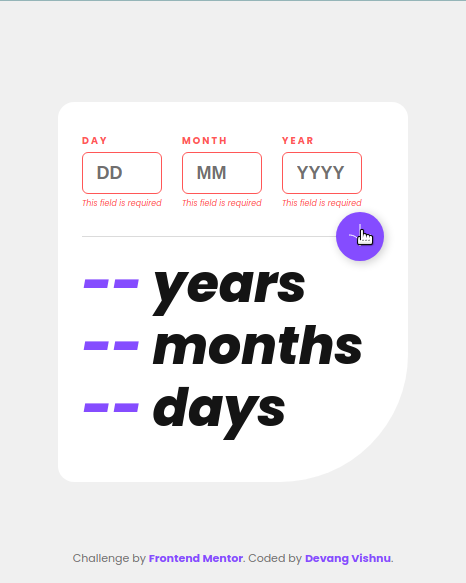 DAY MONTH YEAR
DD MM YYYY
This field is required This field is required This field is required
-- years
-- months
-- days
Challenge by Frontend Mentor. Coded by Devang Vishnu.